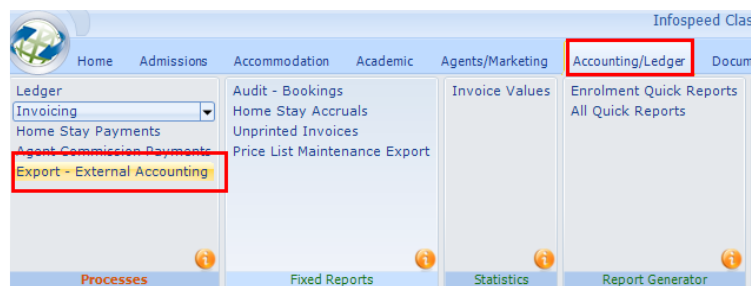 Infospeed Clas
Home Admissions Accommodation Academic Agents/Marketing Accounting/Ledger Docum
Ledger
Invoicing
Home Stay Payments
Agent Commission Payments
Export - External Accounting
Processes
Audit - Bookings
Home Stay Accruals
Unprinted Invoices
Price List Maintenance Export
Fixed Reports
Invoice Values
Statistics
Enrolment Quick Reports
All Quick Reports
Report Generator